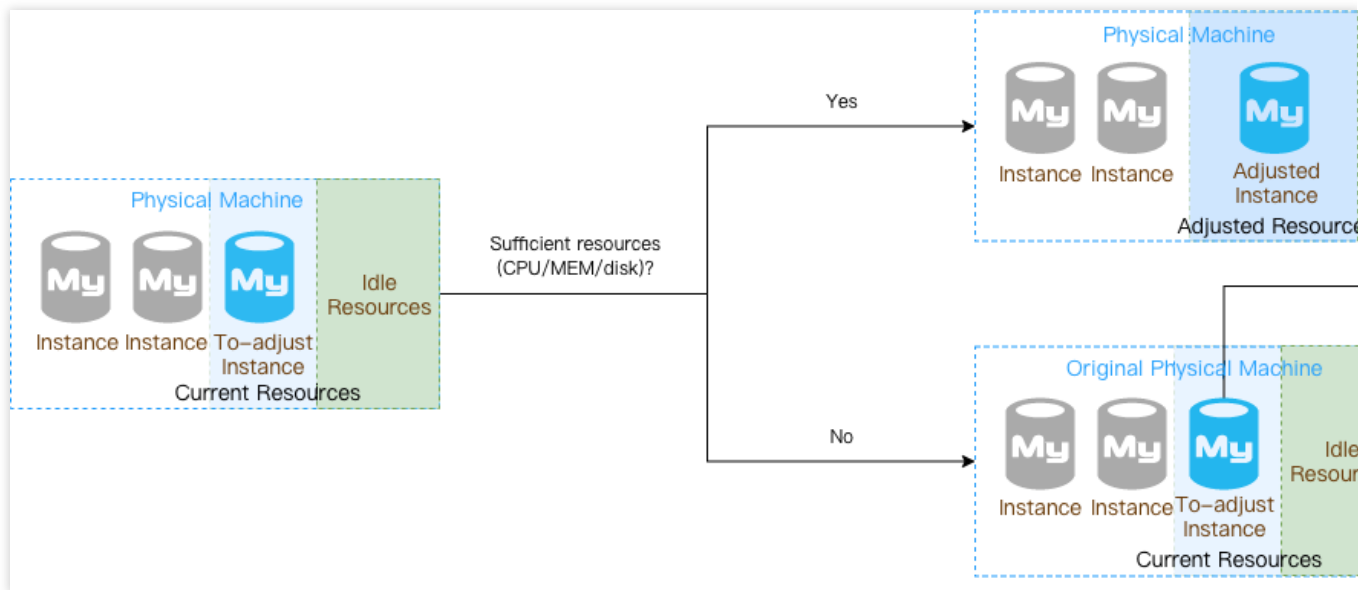 Physical Machine
My
My
My
Instance
Instance
To-adjust
Instance
Idle
Resources
Current Resources
Sufficient resources
(CPU/MEM/disk)?
Yes
No
Physical Machine
My
My
My
Instance
Instance
Adjusted
Instance
Adjusted Resource
Original Physical Machine
My
My
My
Instance
Instance
To-adjust
Instance
Idle
Resour
Current Resources